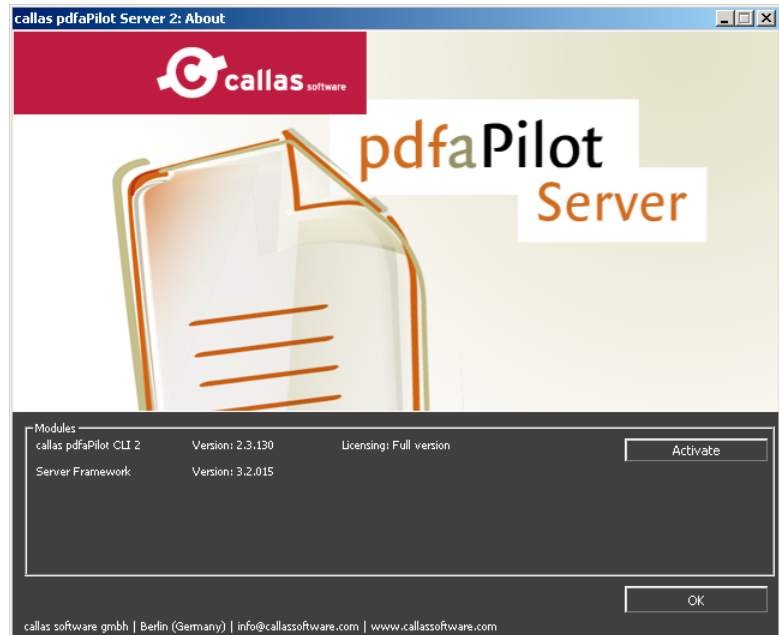 callas pdfaPilot Server 2: About
callas software
pdfaPilot
Server
Modules
callas pdfaPilot CLI 2 Version: 2.3.130 Licensing: Full version Activate
Server Framework Version: 3.2.015
OK
callas software gmbh | Berlin (Germany) | info@callassoftware.com | www.callassoftware.com